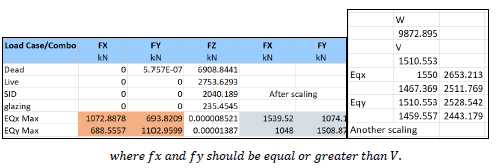 Load Case/Combo FX FY FZ FX FY
kN kN kN kN kN
Dead 0 5.757E-07 6908.8441
Live 0 0 2753.6293
SID 0 0 2040.189 After scaling
glazing 0 0 235.4545
EQx Max 1072.8878 693.8209 0.000008521 1539.52 1074.1
EQy Max 688.5557 1102.9599 0.00001387 1048 1508.87
W
9872.895
V
1510.553
Eqx 1550 2653.213
1467.369 2511.769
Eqy 1510.553 2528.542
1459.557 2443.179
Another scaling
where fx and fy should be equal or greater than V.